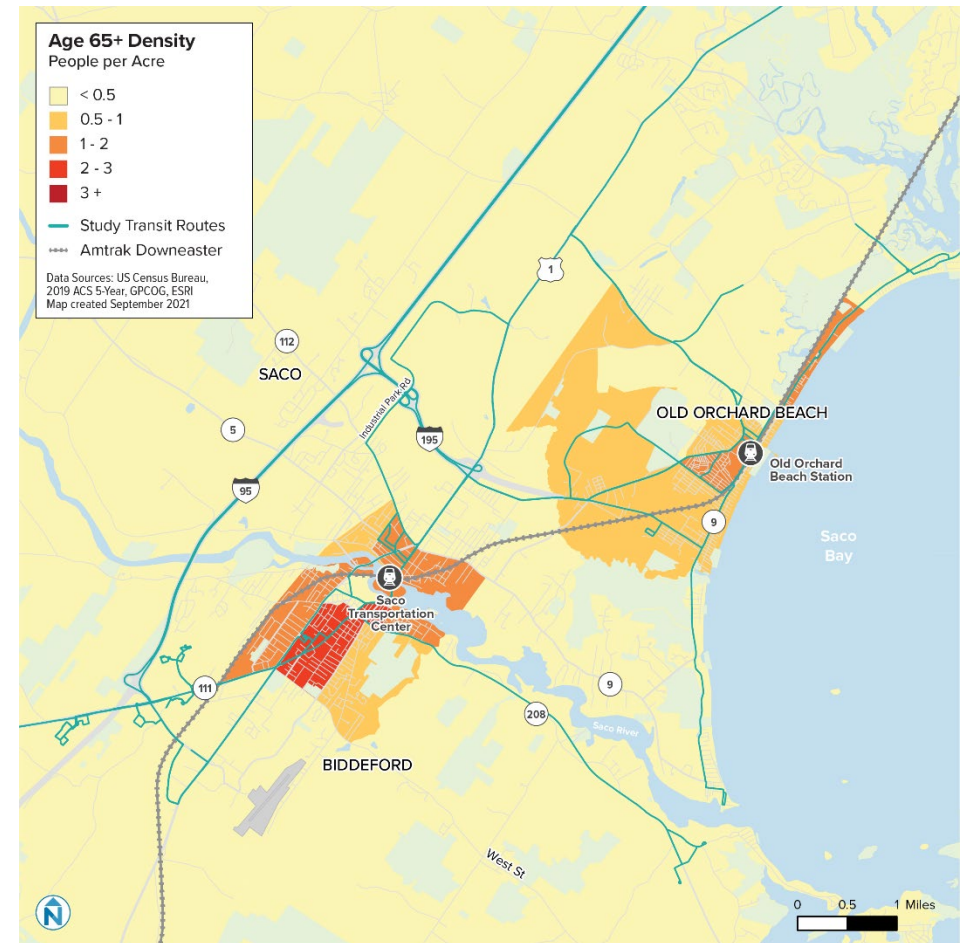 Age 65+ Density
People per Acre
< 0.5
0.5 - 1
1 - 2
2 - 3
3 +
Study Transit Routes
Amtrak Downeaster
Data Sources: US Census Bureau,
2019 ACS 5-Year, GPCOG, ESRI
Map created September 2021
1
112
SACO
Industrial Park Rd
5
195
OLD ORCHARD BEACH
Old Orchard
Beach Station
95
9
Saco
Bay
Saco
Transportation
Center
111
9
208
Saco River
BIDDEFORD
West St
N
0 0.5 1 Miles